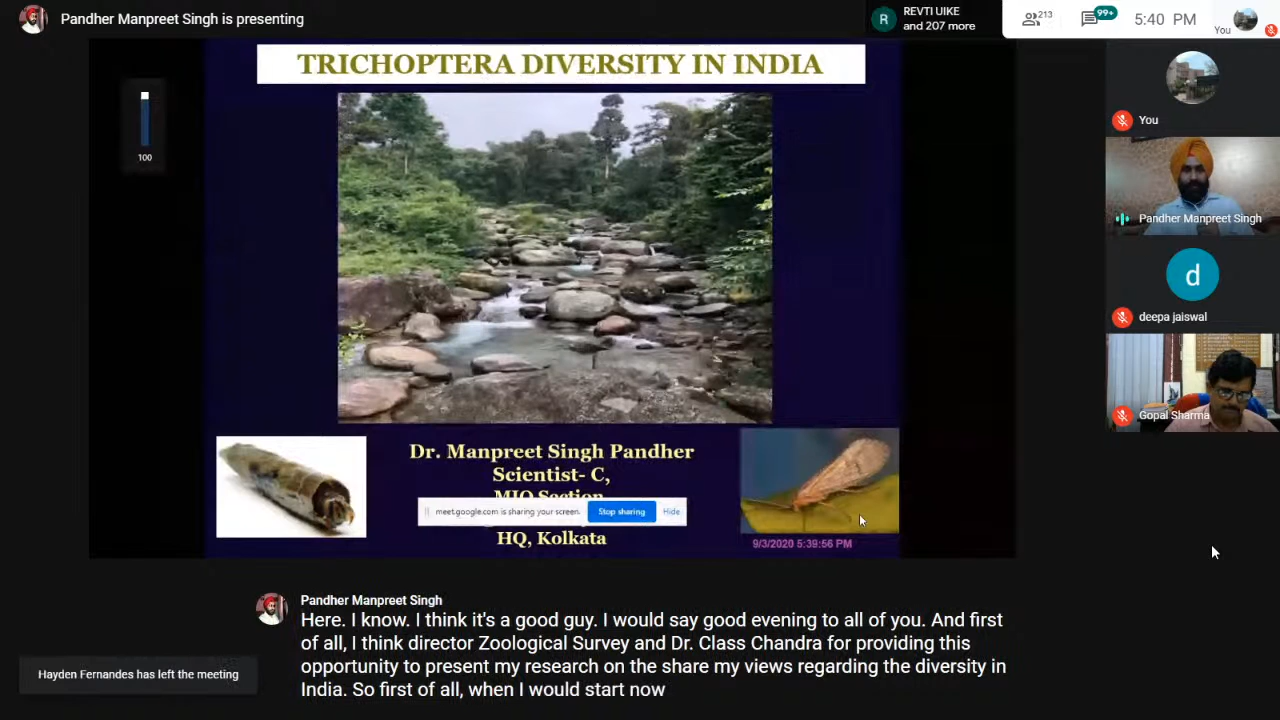 Pandher Manpreet Singh is presenting
REVTI UIKE
and 207 more
213
99+
5:40 PM
You
TRICHOPTERA DIVERSITY IN INDIA
100
You
Pandher Manpreet Singh
d
deepa jaiswal
Gopal Sharma
Dr. Manpreet Singh Pandher
Scientist- C,
meet.google.com is sharing your screen.
Stop sharing
Hide
HQ, Kolkata
9/3/2020 5:39:56 PM
Pandher Manpreet Singh
Here. I know. I think it's a good guy. I would say good evening to all of you. And first
of all, I think director Zoological Survey and Dr. Class Chandra for providing this
opportunity to present my research on the share my views regarding the diversity in
India. So first of all, when I would start now
Hayden Fernandes has left the meeting
R